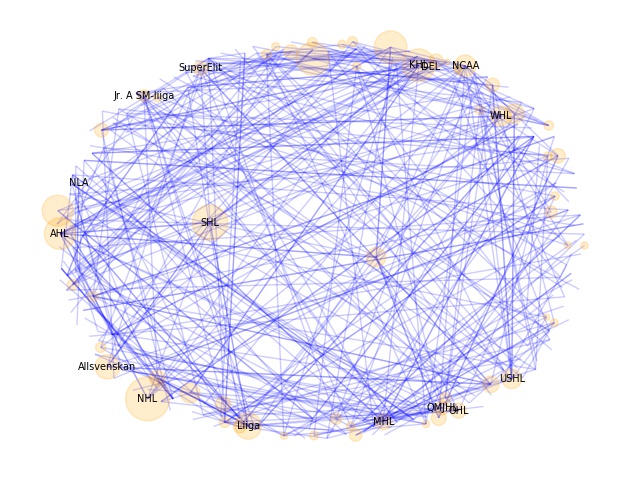 KHL
DEL
NCAA
SuperElit
Jr. A SM-liiga
WHL
NLA
SHL
AHL
Allsvenskan
USHL
NHL
QMJHL
OHL
MHL
Liiga